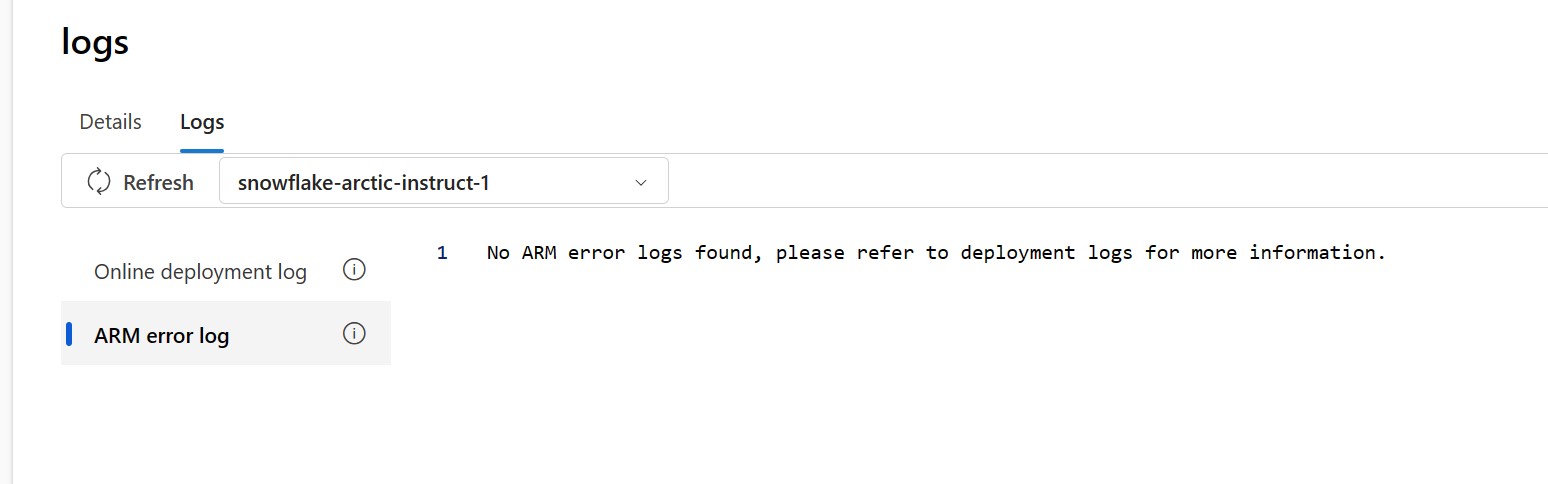 logs
Details Logs
Refresh snowflake-arctic-instruct-1
Online deployment log
ARM error log
1 No ARM error logs found, please refer to deployment logs for more information.